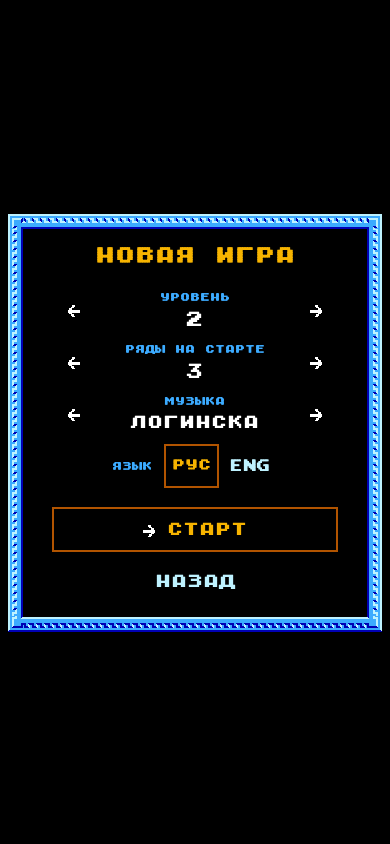 НОВАЯ ИГРА
УРОВЕНЬ
← 2 →
РЯДЫ НА СТАРТЕ
← 3 →
МУЗЫКА
← ЛОГИНСКА →
ЯЗЫК РУС ENG
→ СТАРТ
НАЗАД